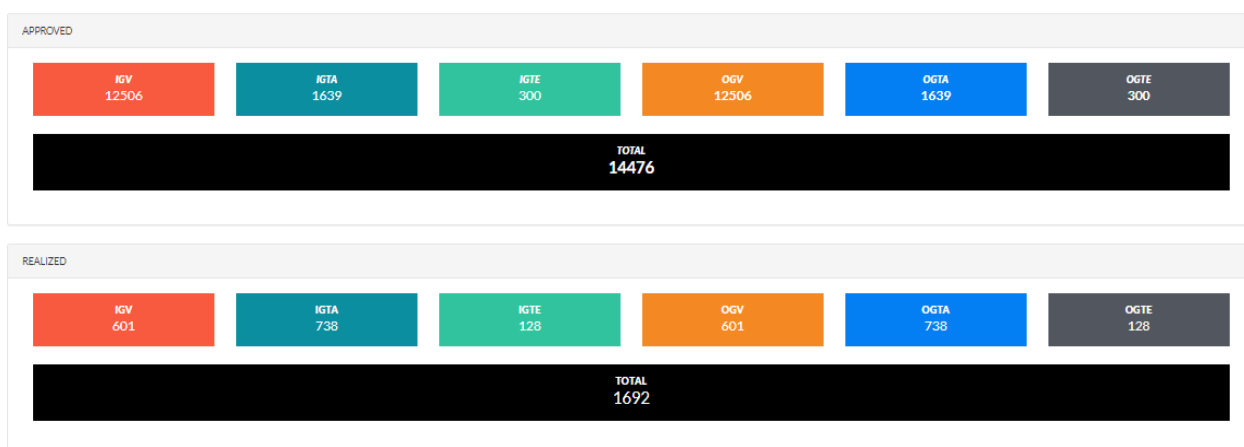 APPROVED
IGV
12506
IGTA
1639
IGTE
300
OGV
12506
OGTA
1639
OGTE
300
TOTAL
14476
REALIZED
IGV
601
IGTA
738
IGTE
128
OGV
601
OGTA
738
OGTE
128
TOTAL
1692